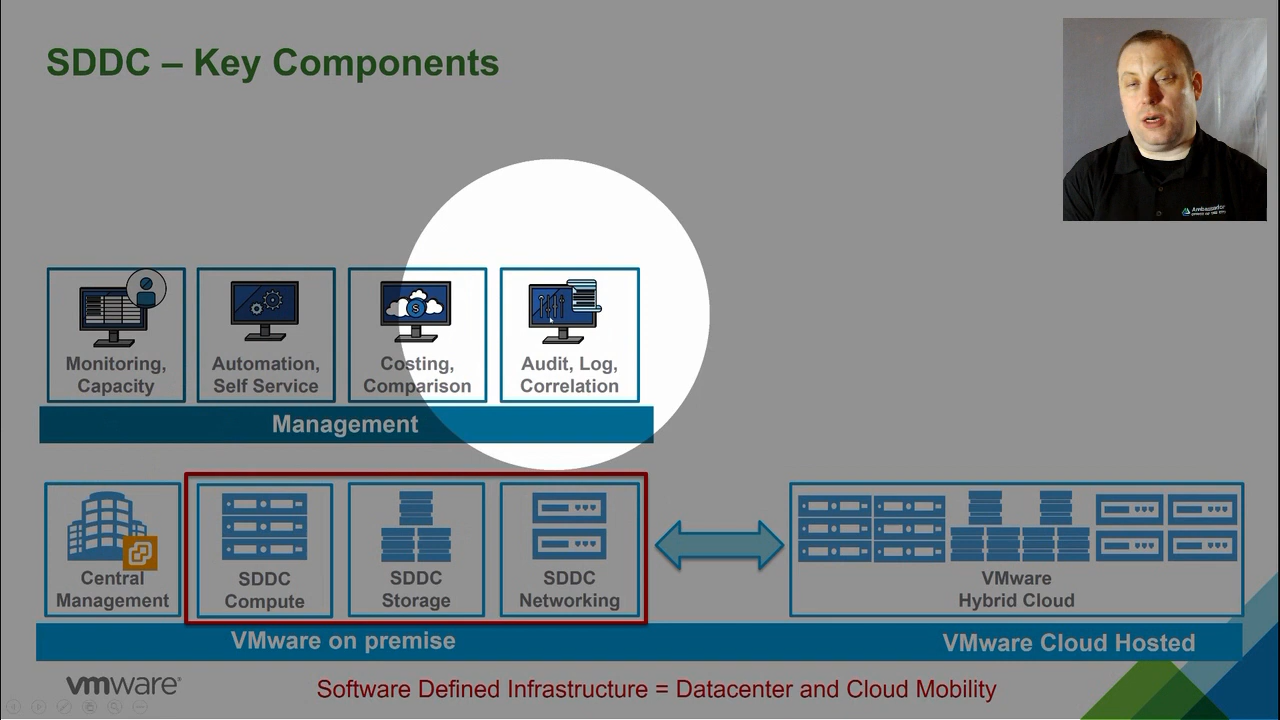 SDDC – Key Components
Monitoring,
Capacity
Automation,
Self Service
Costing,
Comparison
Audit, Log,
Correlation
Management
Central
Management
SDDC
Compute
SDDC
Storage
SDDC
Networking
VMware
Hybrid Cloud
VMware on premise
VMware Cloud Hosted
vmware
Software Defined Infrastructure = Datacenter and Cloud Mobility
Ambassador